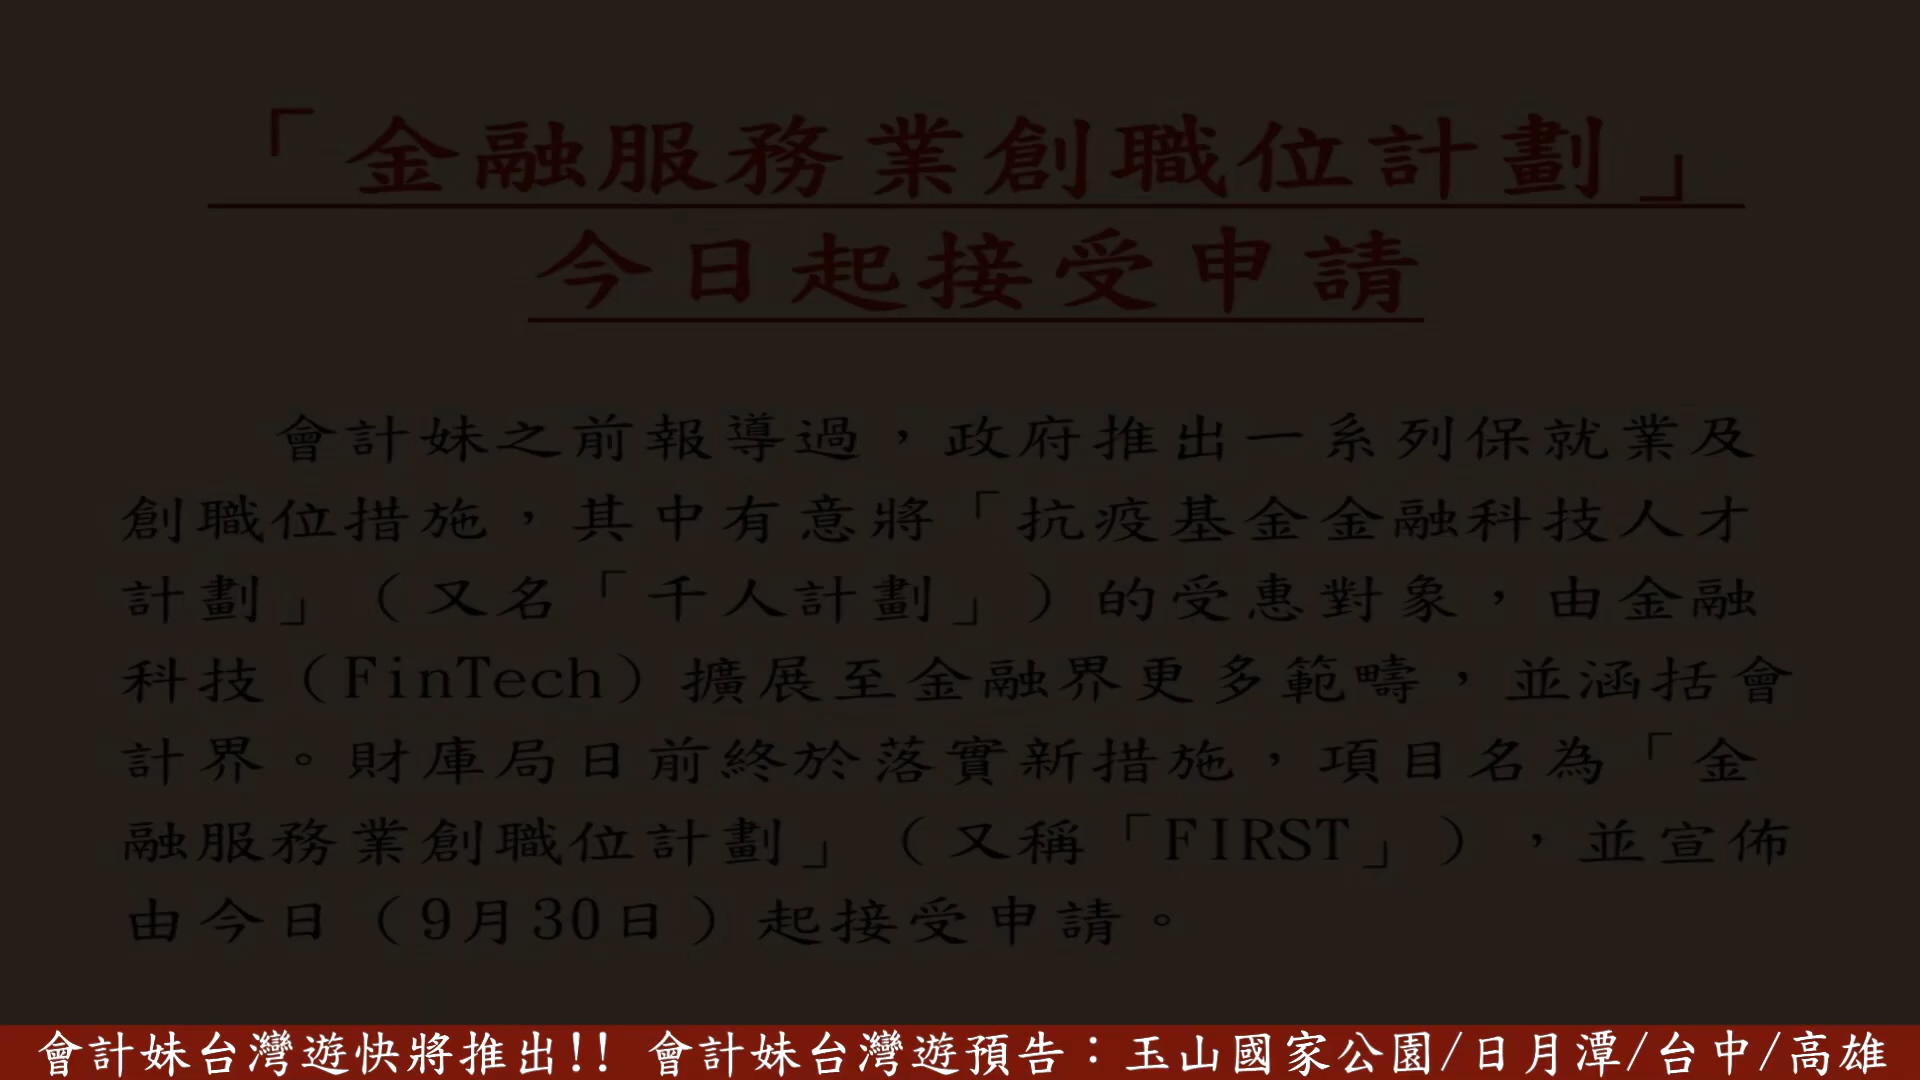 「金融服務業創職位計劃」
今日起接受申請
會計妹之前報導過，政府推出一系列保就業及
創職位措施，其中有意將「抗疫基金金融科技人才
計劃」（又名「千人計劃」）的受惠對象，由金融
科技（FinTech）擴展至金融界更多範疇，並涵括會
計界。財庫局日前終於落實新措施，項目名為「金
融服務業創職位計劃」（又稱「FIRST」），並宣佈
由今日（9月30日）起接受申請。
會計妹台灣遊快將推出!! 會計妹台灣遊預告：玉山國家公園/日月潭/台中/高雄